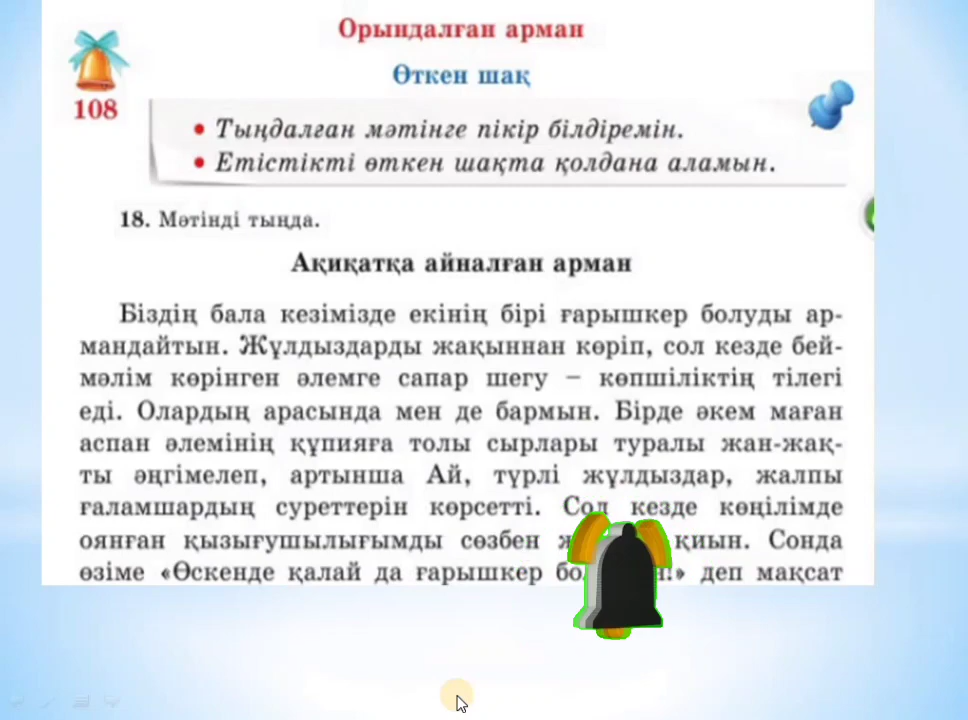 Орындалған арман
Өткен шақ
108
• Тыңдалған мәтінге пікір білдіремін.
• Етістікті өткен шақта қолдана аламын.
18. Мәтінді тыңда.
Ақиқатқа айналған арман
Біздің бала кезімізде екінің бірі ғарышкер болуды ар-
мандайтын. Жұлдыздарды жақыннан көріп, сол кезде бей-
мәлім көрінген әлемге сапар шегу – көпшіліктің тілегі
еді. Олардың арасында мен де бармын. Бірде әкем маған
аспан әлемінің құпияға толы сырлары туралы жан-жақ-
ты әңгімелеп, артынша Ай, түрлі жұлдыздар, жалпы
ғаламшардың суреттерін көрсетті. Сол кезде көңілімде
оянған қызығушылығымды сөзбен қиын. Сонда
өзіме «Өскенде қалай да ғарышкер деп мақсат